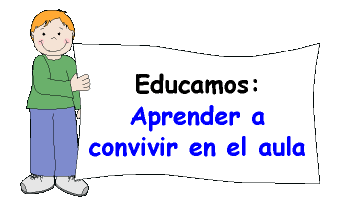 Educamos:
Aprender a
convivir en el aula